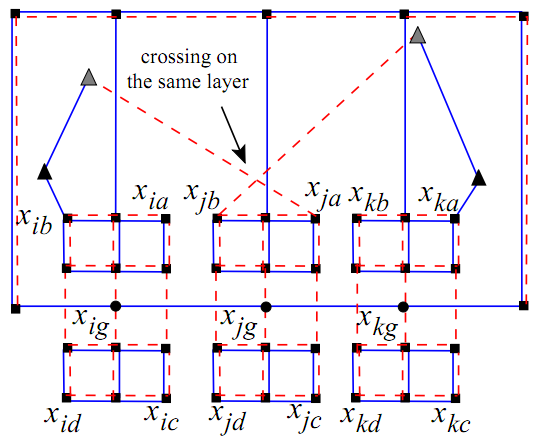 crossing on
the same layer
x_ia x_jb x_ja x_kb x_ka
x_ib
x_ig x_jg x_kg
x_id x_ic x_jd x_jc x_kd x_kc